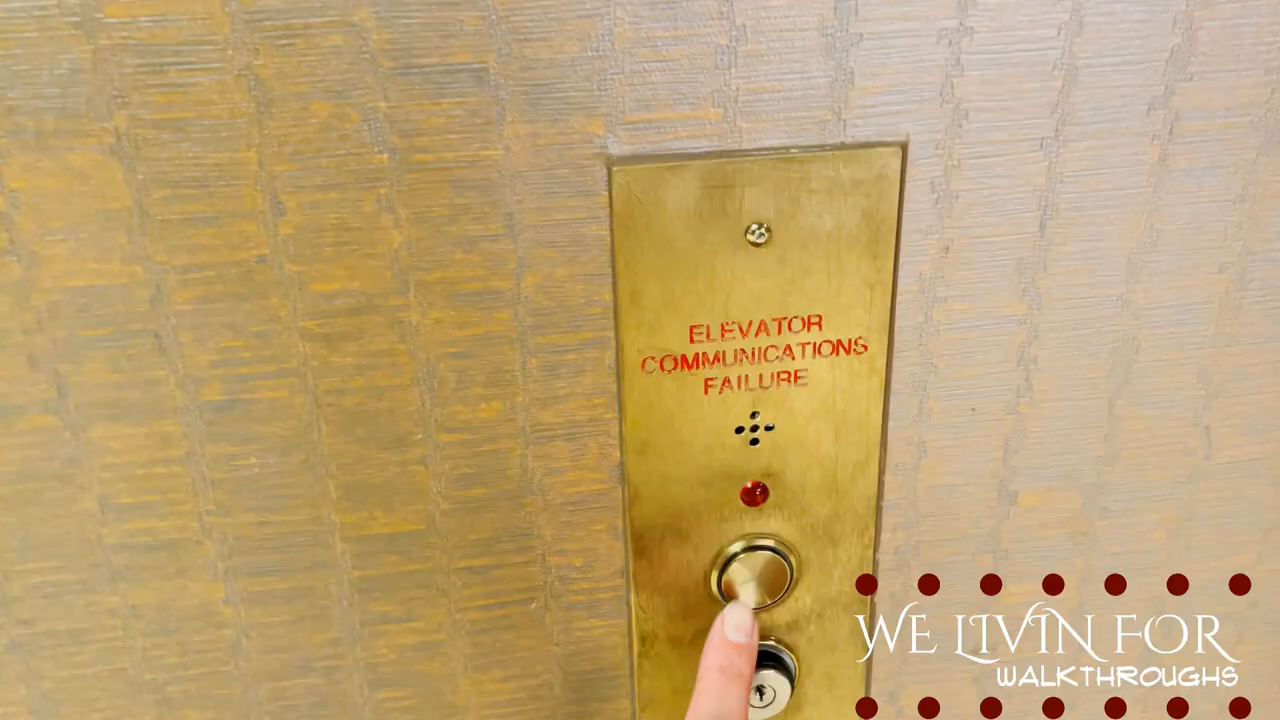 ELEVATOR
COMMUNICATIONS
FAILURE
WE LIVIN FOR
WALKTHROUGHS